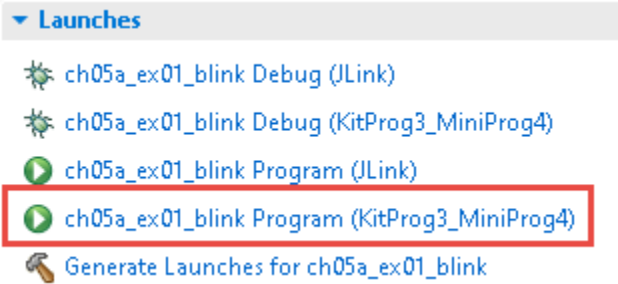 Launches
ch05a_ex01_blink Debug (JLink)
ch05a_ex01_blink Debug (KitProg3_MiniProg4)
ch05a_ex01_blink Program (JLink)
ch05a_ex01_blink Program (KitProg3_MiniProg4)
Generate Launches for ch05a_ex01_blink